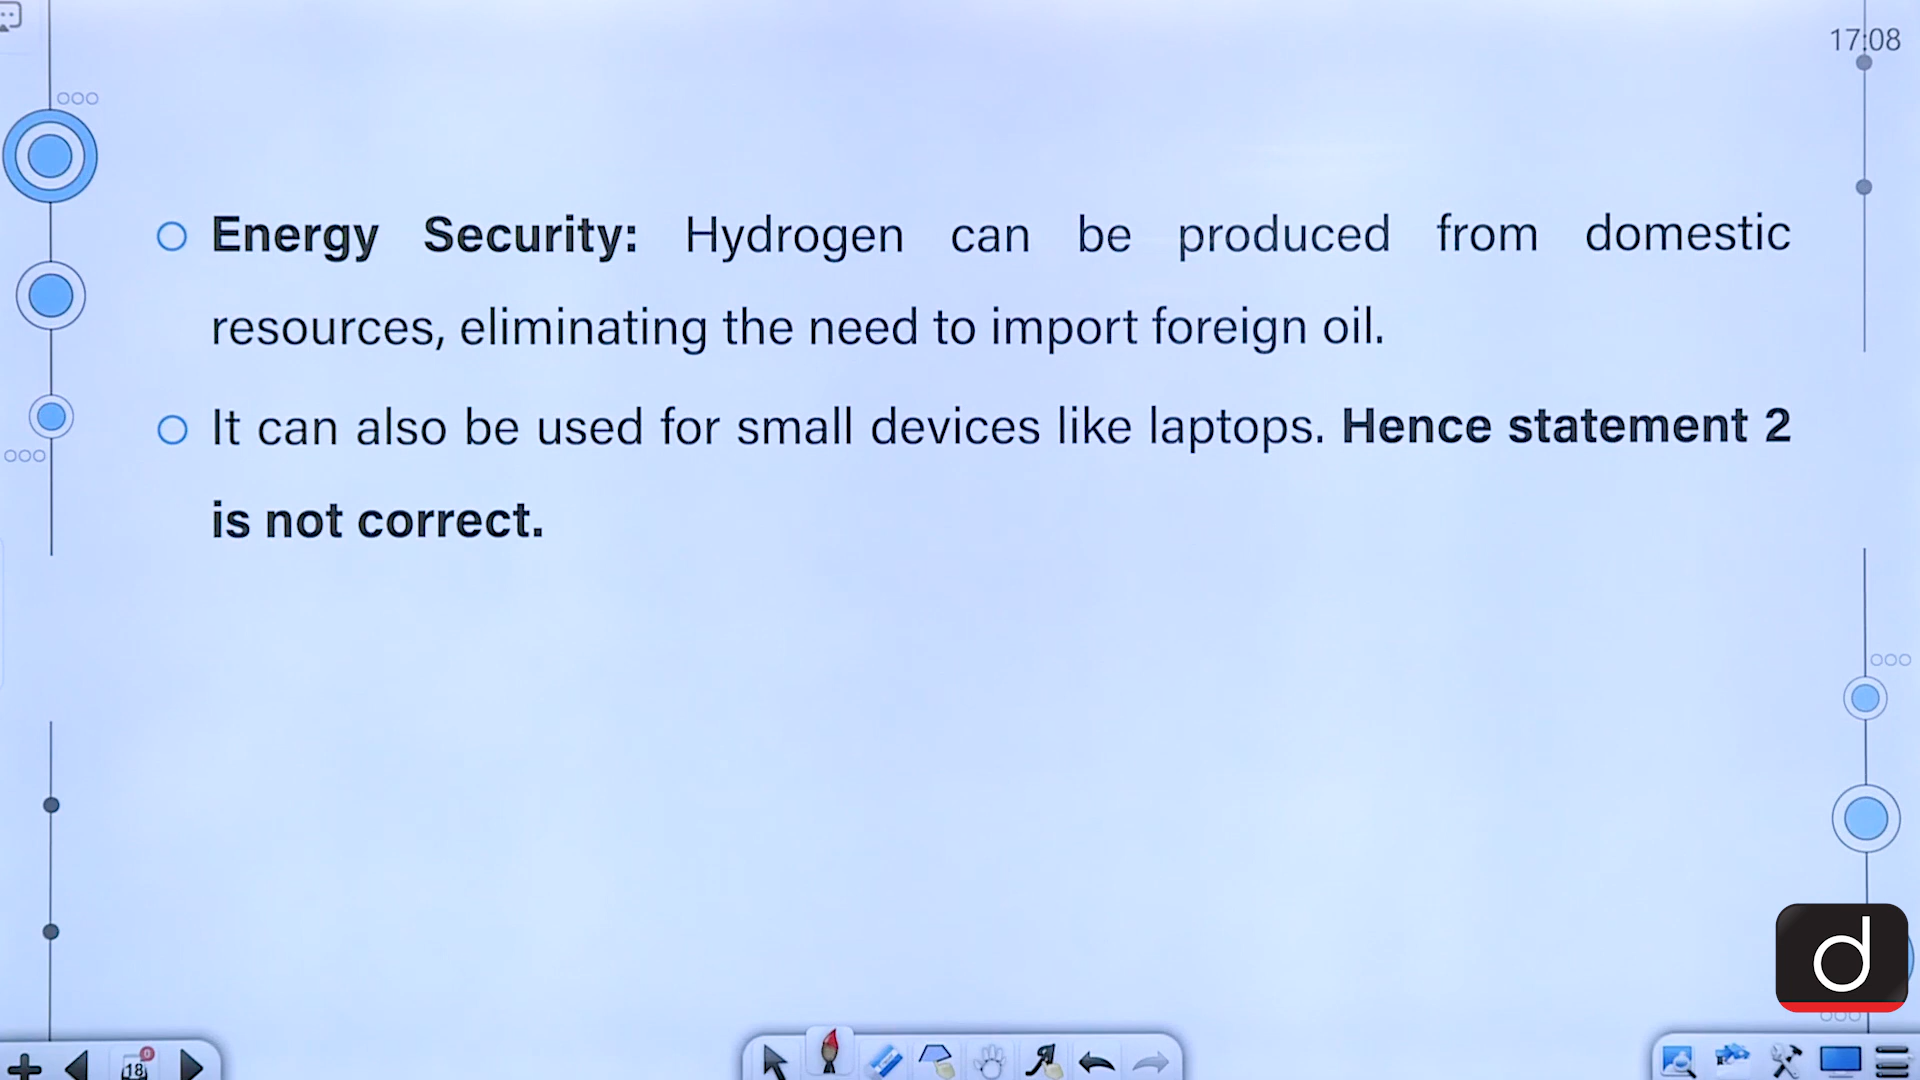 17:08
Energy Security: Hydrogen can be produced from domestic
resources, eliminating the need to import foreign oil.
It can also be used for small devices like laptops. Hence statement 2
is not correct.
d
18
0